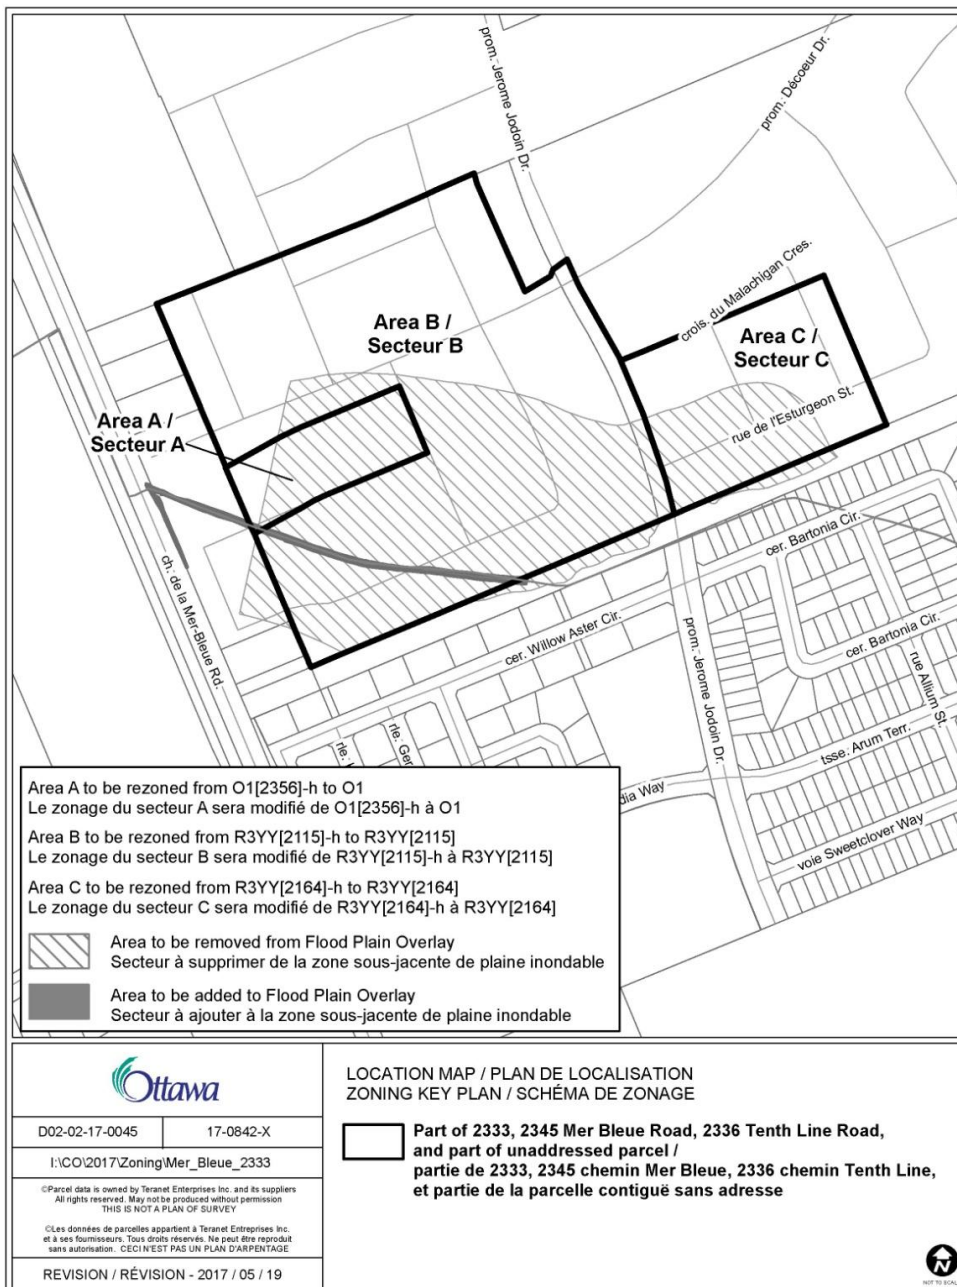 prom. Jerome Jodoin Dr.
prom. Décoeur Dr.
crois. du Malachigan Cres.
Area B /
Secteur B
Area C /
Secteur C
Area A /
Secteur A
rue de l'Esturgeon St.
ch. de la Mer-Bleue Rd.
cer. Bartonia Cir.
cer. Willow Aster Cir.
prom. Jerome Jodoin Dr.
cer. Bartonia Cir.
rue Allium St.
tsse. Arum Terr.
voie Sweetclover Way
rle.
rle. Ger
dia Way
Area A to be rezoned from O1[2356]-h to O1
Le zonage du secteur A sera modifié de O1[2356]-h à O1
Area B to be rezoned from R3YY[2115]-h to R3YY[2115]
Le zonage du secteur B sera modifié de R3YY[2115]-h à R3YY[2115]
Area C to be rezoned from R3YY[2164]-h to R3YY[2164]
Le zonage du secteur C sera modifié de R3YY[2164]-h à R3YY[2164]
Area to be removed from Flood Plain Overlay
Secteur à supprimer de la zone sous-jacente de plaine inondable
Area to be added to Flood Plain Overlay
Secteur à ajouter à la zone sous-jacente de plaine inondable
Ottawa
D02-02-17-0045
17-0842-X
I:\CO\2017\Zoning\Mer_Bleue_2333
©Parcel data is owned by Teranet Enterprises Inc. and its suppliers
All rights reserved. May not be produced without permission
THIS IS NOT A PLAN OF SURVEY
©Les données de parcelles appartient à Teranet Entreprises Inc.
et à ses fournisseurs. Tous droits réservés. Ne peut être reproduit
sans autorisation. CECI N'EST PAS UN PLAN D'ARPENTAGE
REVISION / RÉVISION - 2017 / 05 / 19
LOCATION MAP / PLAN DE LOCALISATION
ZONING KEY PLAN / SCHÉMA DE ZONAGE
Part of 2333, 2345 Mer Bleue Road, 2336 Tenth Line Road,
and part of unaddressed parcel /
partie de 2333, 2345 chemin Mer Bleue, 2336 chemin Tenth Line,
et partie de la parcelle contiguë sans adresse
N
NOT TO SCALE